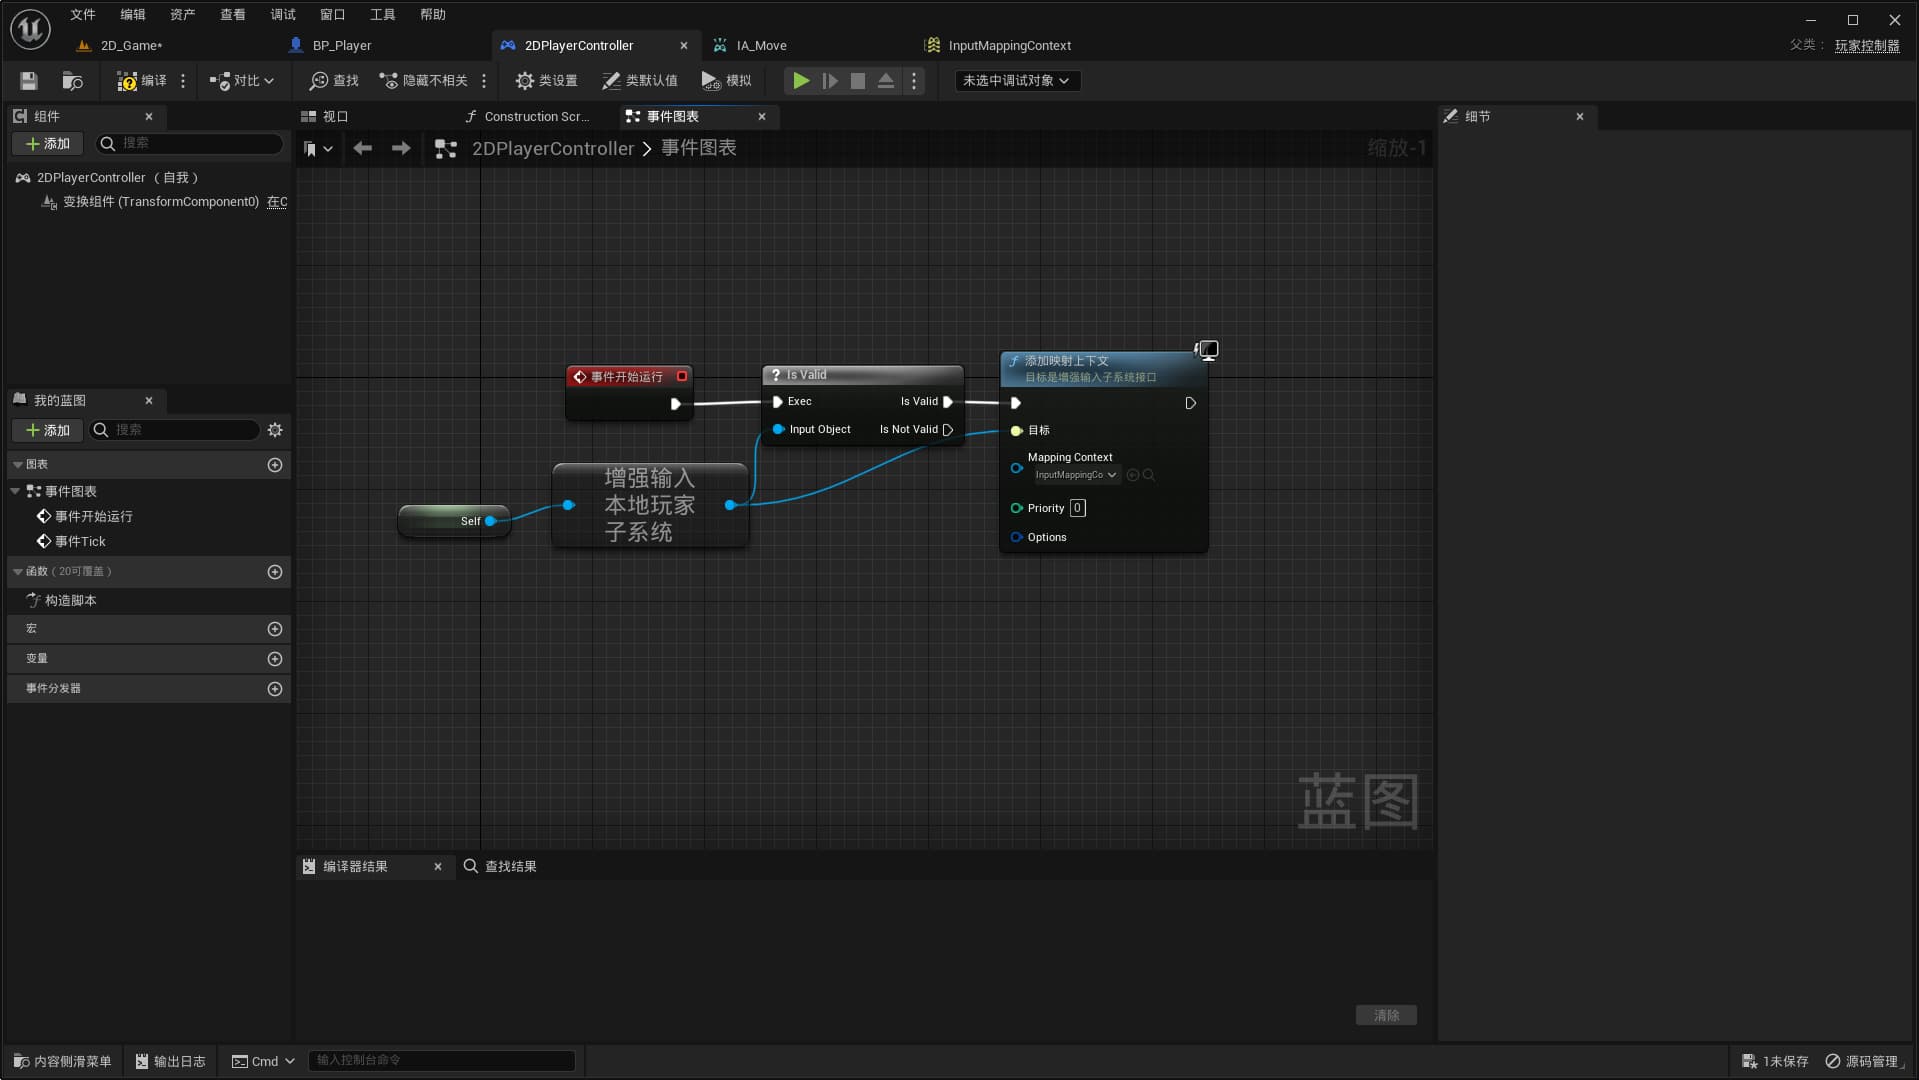 文件 编辑 资产 查看 调试 窗口 工具 帮助
2D_Game* BP_Player 2DPlayerController IA_Move InputMappingContext 父类： 玩家控制器
编译 对比 查找 隐藏不相关 类设置 类默认值 模拟 未选中调试对象
组件
添加 搜索
2DPlayerController （自我）
变换组件 (TransformComponent0) 在C
我的蓝图
添加 搜索
图表
事件图表
事件开始运行
事件Tick
函数（20可覆盖）
构造脚本
宏
变量
事件分发器
视口 Construction Scr... 事件图表
2DPlayerController > 事件图表 缩放-1
事件开始运行
Is Valid
Exec Is Valid
Input Object Is Not Valid
Self
增强输入
本地玩家
子系统
添加映射上下文
目标是增强输入子系统接口
目标
Mapping Context
InputMappingCo
Priority 0
Options
蓝图
编译器结果 查找结果
清除
细节
内容侧滑菜单 输出日志 Cmd 输入控制台命令 1未保存 源码管理